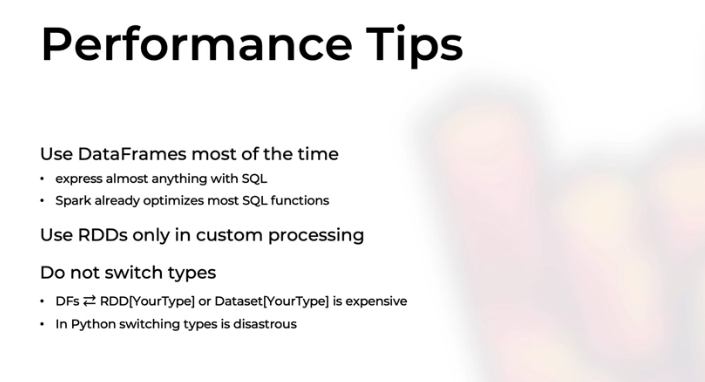 Performance Tips
Use DataFrames most of the time
• express almost anything with SQL
• Spark already optimizes most SQL functions
Use RDDs only in custom processing
Do not switch types
• DFs ⇄ RDD[YourType] or Dataset[YourType] is expensive
• In Python switching types is disastrous